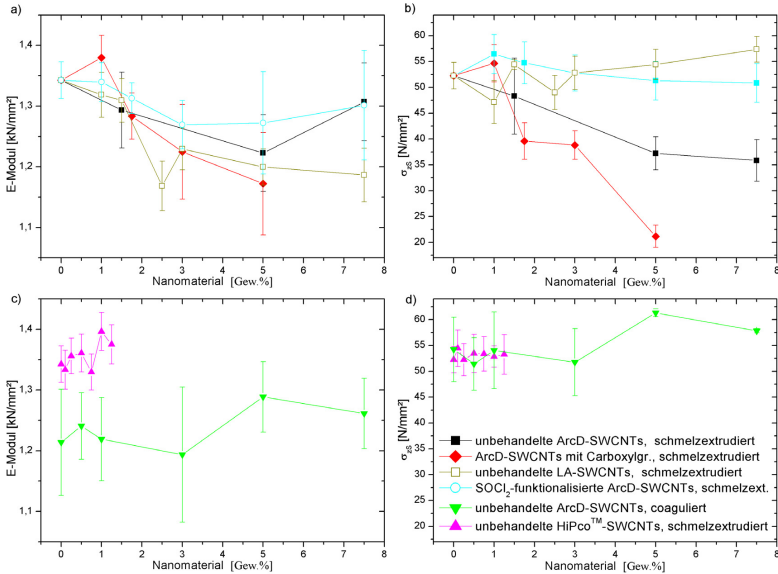 a)
E-Modul [kN/mm²]
1,4
1,3
1,2
1,1
0 1 2 3 4 5 6 7 8
Nanomaterial [Gew.%]
b)
σzS [N/mm²]
60
55
50
45
40
35
30
25
20
0 1 2 3 4 5 6 7 8
Nanomaterial [Gew.%]
c)
E-Modul [kN/mm²]
1,4
1,3
1,2
1,1
0 1 2 3 4 5 6 7 8
Nanomaterial [Gew.%]
d)
σzS [N/mm²]
60
55
50
45
40
35
30
25
20
unbehandelte ArcD-SWCNTs, schmelzextrudiert
ArcD-SWCNTs mit Carboxylgr., schmelzextrudiert
unbehandelte LA-SWCNTs, schmelzextrudiert
SOCl2-funktionalisierte ArcD-SWCNTs, schmelzext.
unbehandelte ArcD-SWCNTs, coaguliert
unbehandelte HiPco™-SWCNTs, schmelzextrudiert
0 1 2 3 4 5 6 7 8
Nanomaterial [Gew.%]